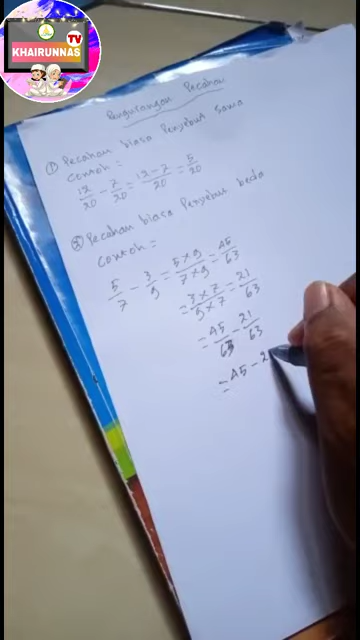 KHAIRUNNAS TV
Pengurangan Pecahan
① Pecahan biasa Penyebut sama
Contoh =
12/20 - 7/20 = 12 - 7/20 = 5/20
② Pecahan biasa Penyebut beda
Contoh =
5/7 - 3/9 = 5 x 9/7 x 9 = 45/63
= 3 x 7/9 x 7 = 21/63
= 45/63 - 21/63
= 45 - 2